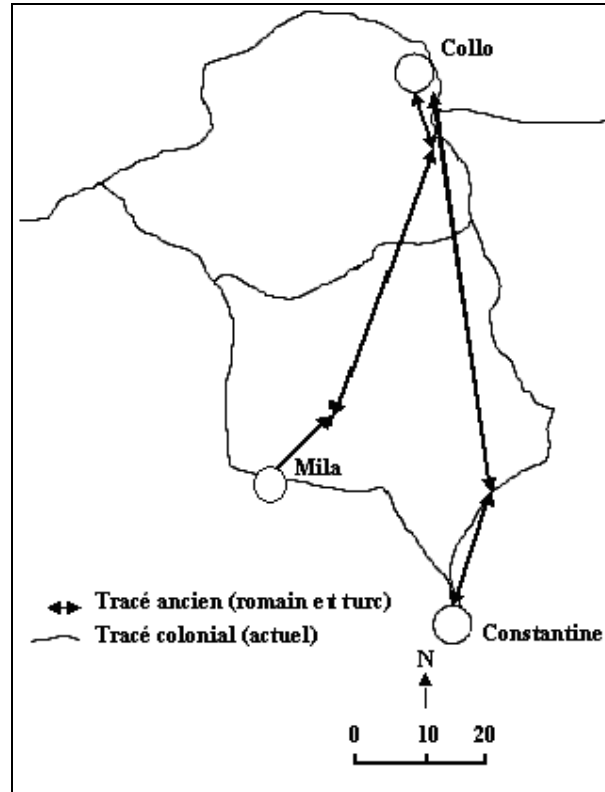 Collo
Mila
Tracé ancien (romain et turc)
Tracé colonial (actuel)
Constantine
N
0 10 20